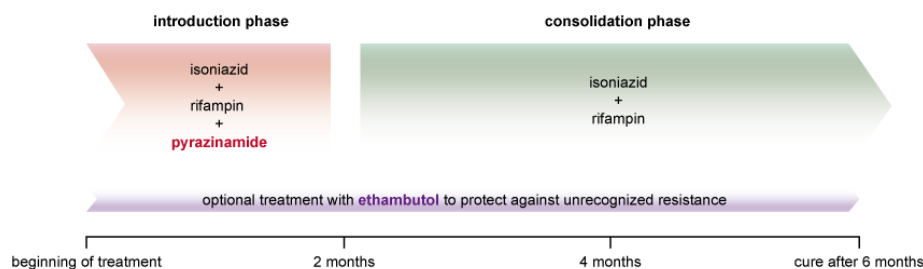 introduction phase
consolidation phase
isoniazid
+
rifampin
+
pyrazinamide
isoniazid
+
rifampin
optional treatment with ethambutol to protect against unrecognized resistance
beginning of treatment
2 months
4 months
cure after 6 months